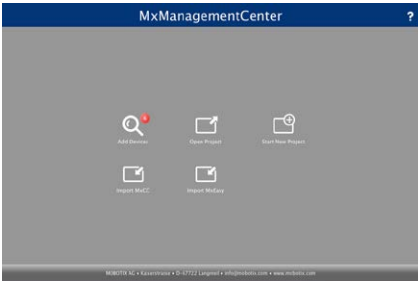 MxManagementCenter ?
Add Devices Open Project Start New Project
Import MxCC Import MxEasy
MOBOTIX AG • Kaiserstrasse • D-67722 Langmeil • info@mobotix.com • www.mobotix.com